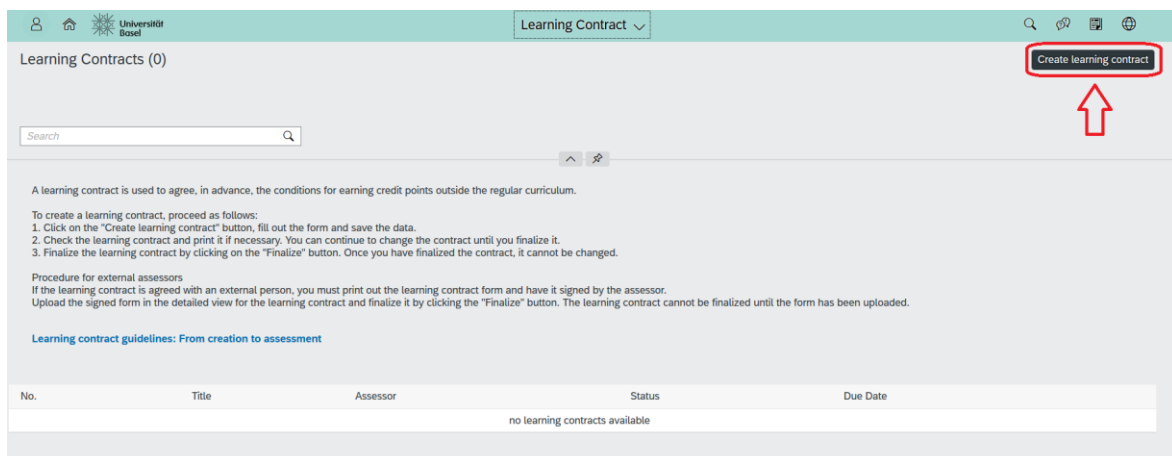 Universität
Basel
Learning Contract
Learning Contracts (0)
Create learning contract
Search
A learning contract is used to agree, in advance, the conditions for earning credit points outside the regular curriculum.
To create a learning contract, proceed as follows:
1. Click on the "Create learning contract" button, fill out the form and save the data.
2. Check the learning contract and print it if necessary. You can continue to change the contract until you finalize it.
3. Finalize the learning contract by clicking on the "Finalize" button. Once you have finalized the contract, it cannot be changed.
Procedure for external assessors
If the learning contract is agreed with an external person, you must print out the learning contract form and have it signed by the assessor.
Upload the signed form in the detailed view for the learning contract and finalize it by clicking the "Finalize" button. The learning contract cannot be finalized until the form has been uploaded.
Learning contract guidelines: From creation to assessment
No. Title Assessor Status Due Date
no learning contracts available